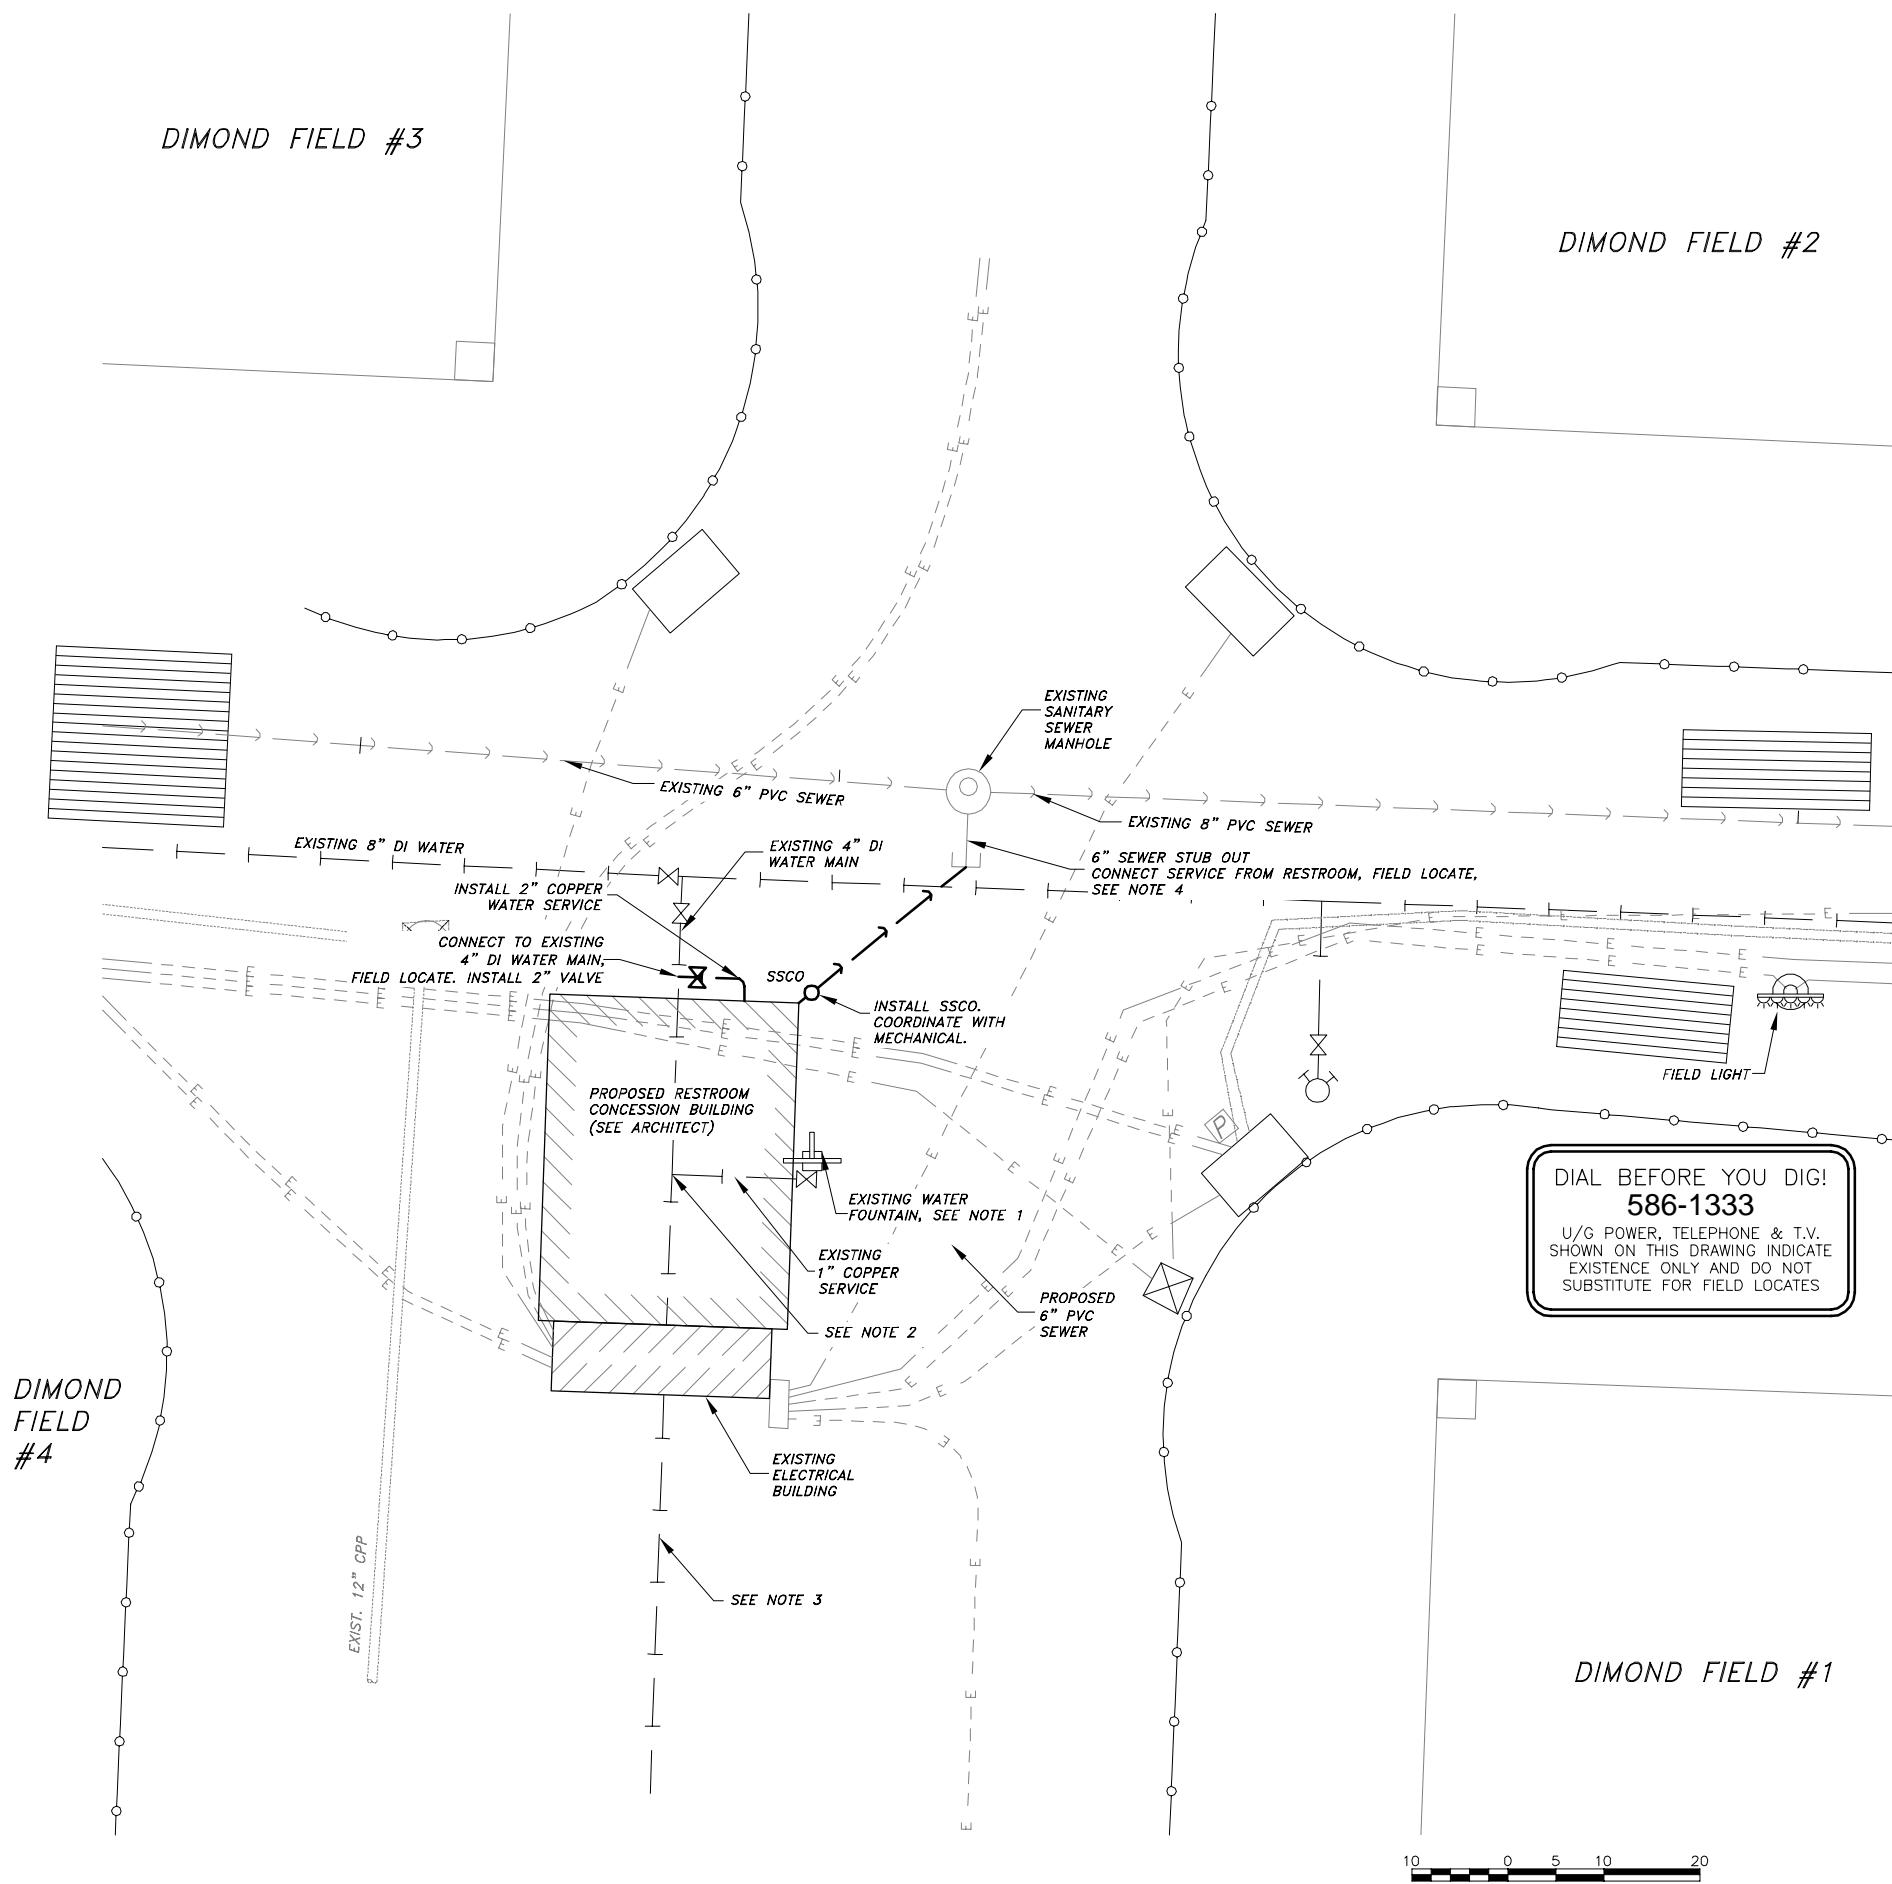 DIMOND FIELD #3
DIMOND FIELD #2
EXISTING
SANITARY
SEWER
MANHOLE
EXISTING 6" PVC SEWER
EXISTING 8" PVC SEWER
EXISTING 8" DI WATER
EXISTING 4" DI
WATER MAIN
6" SEWER STUB OUT
CONNECT SERVICE FROM RESTROOM, FIELD LOCATE,
SEE NOTE 4
INSTALL 2" COPPER
WATER SERVICE
CONNECT TO EXISTING
4" DI WATER MAIN,
FIELD LOCATE. INSTALL 2" VALVE
SSCO
INSTALL SSCO.
COORDINATE WITH
MECHANICAL.
FIELD LIGHT
PROPOSED RESTROOM
CONCESSION BUILDING
(SEE ARCHITECT)
P
EXISTING WATER
FOUNTAIN, SEE NOTE 1
EXISTING
1" COPPER
SERVICE
PROPOSED
6" PVC
SEWER
SEE NOTE 2
DIAL BEFORE YOU DIG!
586-1333
U/G POWER, TELEPHONE & T.V.
SHOWN ON THIS DRAWING INDICATE
EXISTENCE ONLY AND DO NOT
SUBSTITUTE FOR FIELD LOCATES
DIMOND
FIELD
#4
EXISTING
ELECTRICAL
BUILDING
EXIST. 12" CPP
SEE NOTE 3
DIMOND FIELD #1
10 0 5 10 20